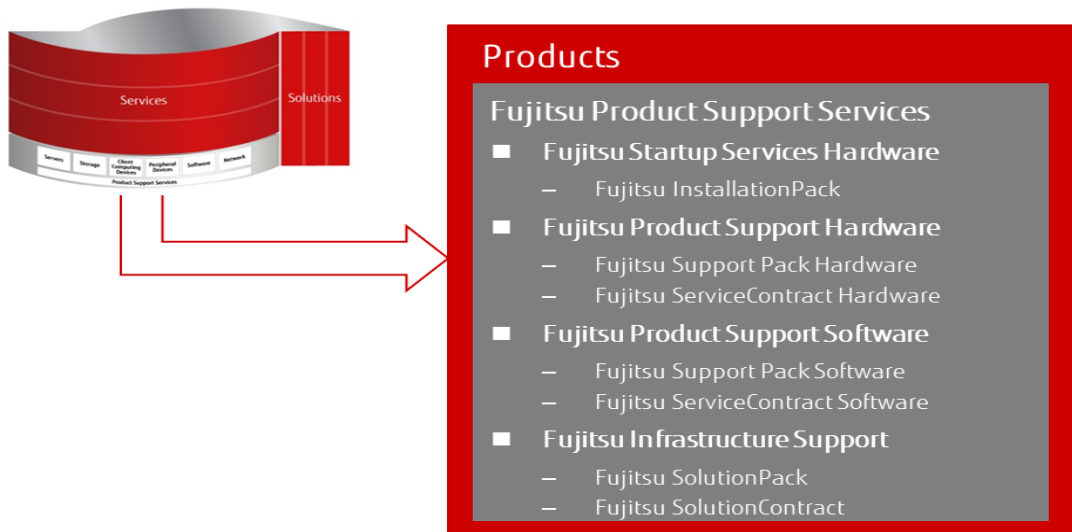 Services
Solutions
Servers
Storage
Client
Computing
Devices
Peripheral
Devices
Software
Network
Product Support Services
Products
Fujitsu Product Support Services
■ Fujitsu Startup Services Hardware
– Fujitsu InstallationPack
■ Fujitsu Product Support Hardware
– Fujitsu Support Pack Hardware
– Fujitsu ServiceContract Hardware
■ Fujitsu Product Support Software
– Fujitsu Support Pack Software
– Fujitsu ServiceContract Software
■ Fujitsu Infrastructure Support
– Fujitsu SolutionPack
– Fujitsu SolutionContract